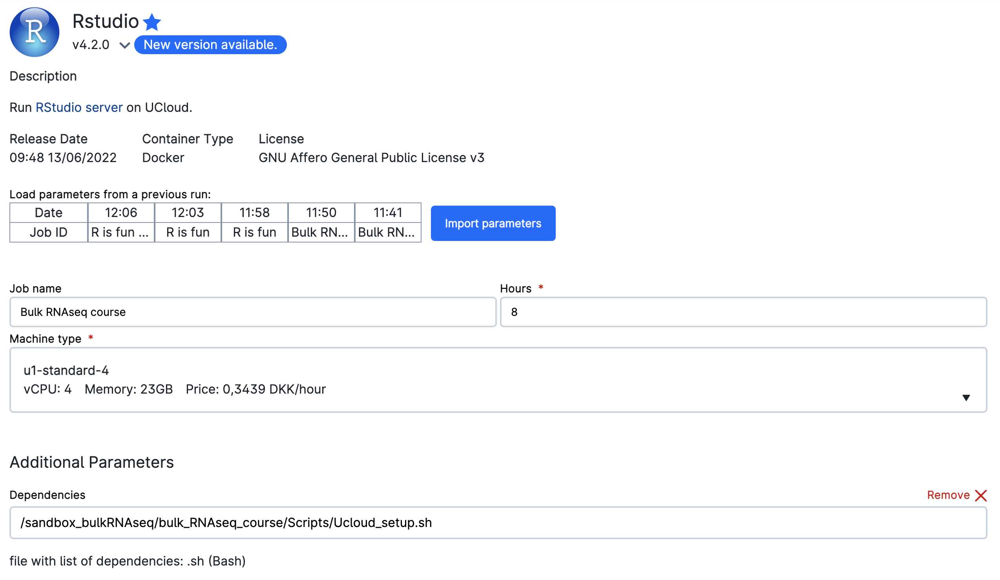 R
Rstudio
v4.2.0 New version available.
Description
Run RStudio server on UCloud.
Release Date Container Type License
09:48 13/06/2022 Docker GNU Affero General Public License v3
Load parameters from a previous run:
Date 12:06 12:03 11:58 11:50 11:41
Job ID R is fun ... R is fun R is fun Bulk RN... Bulk RN...
Import parameters
Job name Hours *
Bulk RNAseq course 8
Machine type *
u1-standard-4
vCPU: 4 Memory: 23GB Price: 0,3439 DKK/hour
Additional Parameters
Dependencies Remove
/sandbox_bulkRNAseq/bulk_RNAseq_course/Scripts/Ucloud_setup.sh
file with list of dependencies: .sh (Bash)